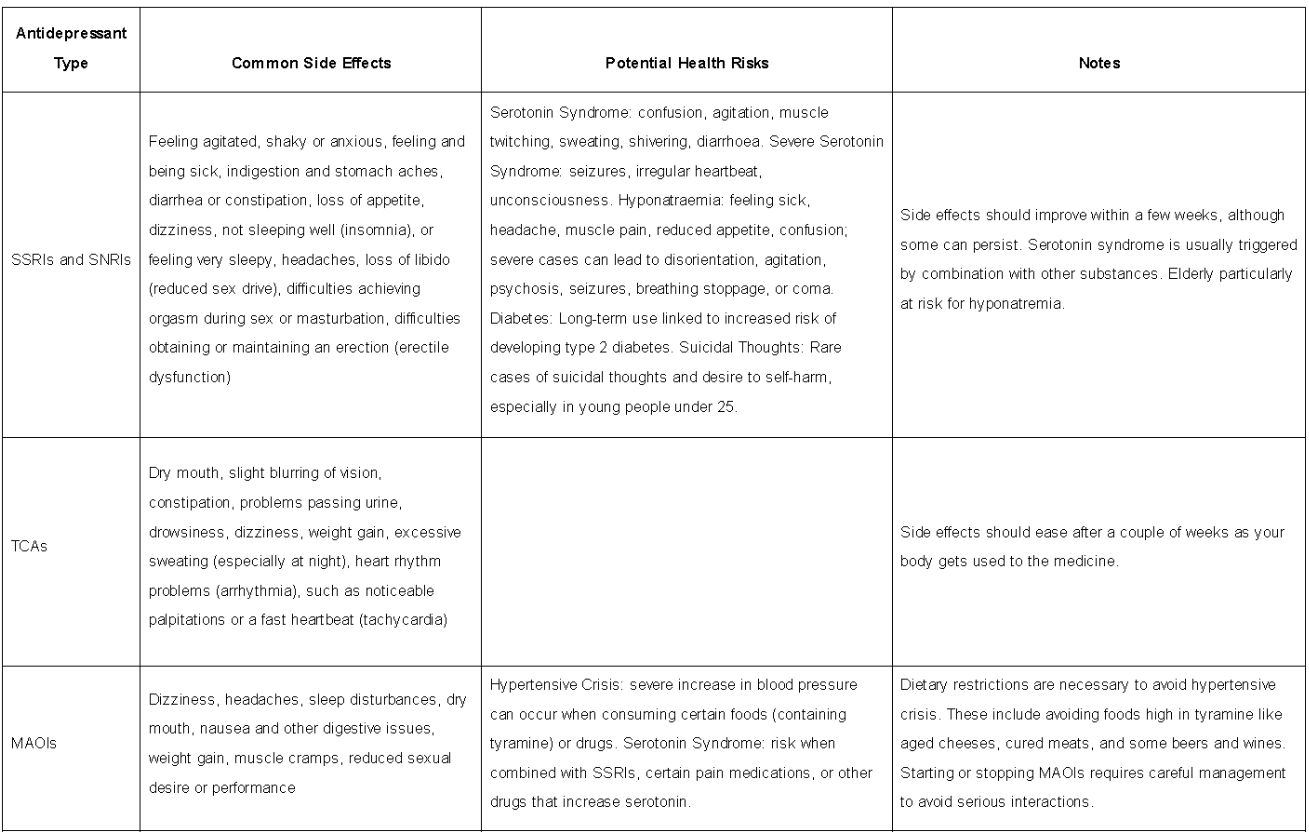 Antidepressant
Type
Common Side Effects
Potential Health Risks
Notes
SSRIs and SNRIs
Feeling agitated, shaky or anxious, feeling and
being sick, indigestion and stomach aches,
diarrhea or constipation, loss of appetite,
dizziness, not sleeping well (insomnia), or
feeling very sleepy, headaches, loss of libido
(reduced sex drive), difficulties achieving
orgasm during sex or masturbation, difficulties
obtaining or maintaining an erection (erectile
dysfunction)
Serotonin Syndrome: confusion, agitation, muscle
twitching, sweating, shivering, diarrhoea. Severe Serotonin
Syndrome: seizures, irregular heartbeat,
unconsciousness. Hyponatraemia: feeling sick,
headache, muscle pain, reduced appetite, confusion;
severe cases can lead to disorientation, agitation,
psychosis, seizures, breathing stoppage, or coma.
Diabetes: Long-term use linked to increased risk of
developing type 2 diabetes. Suicidal Thoughts: Rare
cases of suicidal thoughts and desire to self-harm,
especially in young people under 25.
Side effects should improve within a few weeks, although
some can persist. Serotonin syndrome is usually triggered
by combination with other substances. Elderly particularly
at risk for hyponatremia.
TCAs
Dry mouth, slight blurring of vision,
constipation, problems passing urine,
drowsiness, dizziness, weight gain, excessive
sweating (especially at night), heart rhythm
problems (arrhythmia), such as noticeable
palpitations or a fast heartbeat (tachycardia)
Side effects should ease after a couple of weeks as your
body gets used to the medicine.
MAOIs
Dizziness, headaches, sleep disturbances, dry
mouth, nausea and other digestive issues,
weight gain, muscle cramps, reduced sexual
desire or performance
Hypertensive Crisis: severe increase in blood pressure
can occur when consuming certain foods (containing
tyramine) or drugs. Serotonin Syndrome: risk when
combined with SSRIs, certain pain medications, or other
drugs that increase serotonin.
Dietary restrictions are necessary to avoid hypertensive
crisis. These include avoiding foods high in tyramine like
aged cheeses, cured meats, and some beers and wines.
Starting or stopping MAOIs requires careful management
to avoid serious interactions.